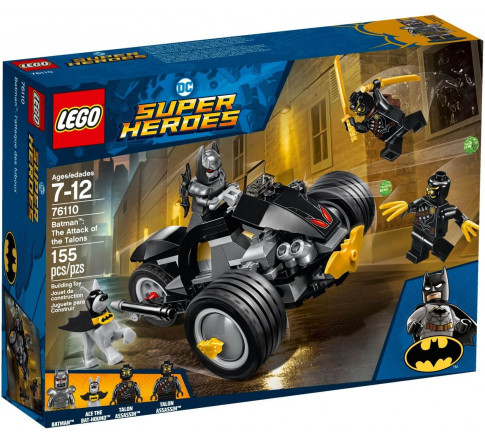 LEGO
DC
SUPER
HEROES
Ages/edades
7-12
76110
Batman™:
The Attack of
the Talons
155
pcs/pzs
Building Toy
Jouet de
construction
Juguete para
Construir
76110
BATMAN™
ACE THE
BAT-HOUND™
TALON
ASSASSIN™
TALON
ASSASSIN™